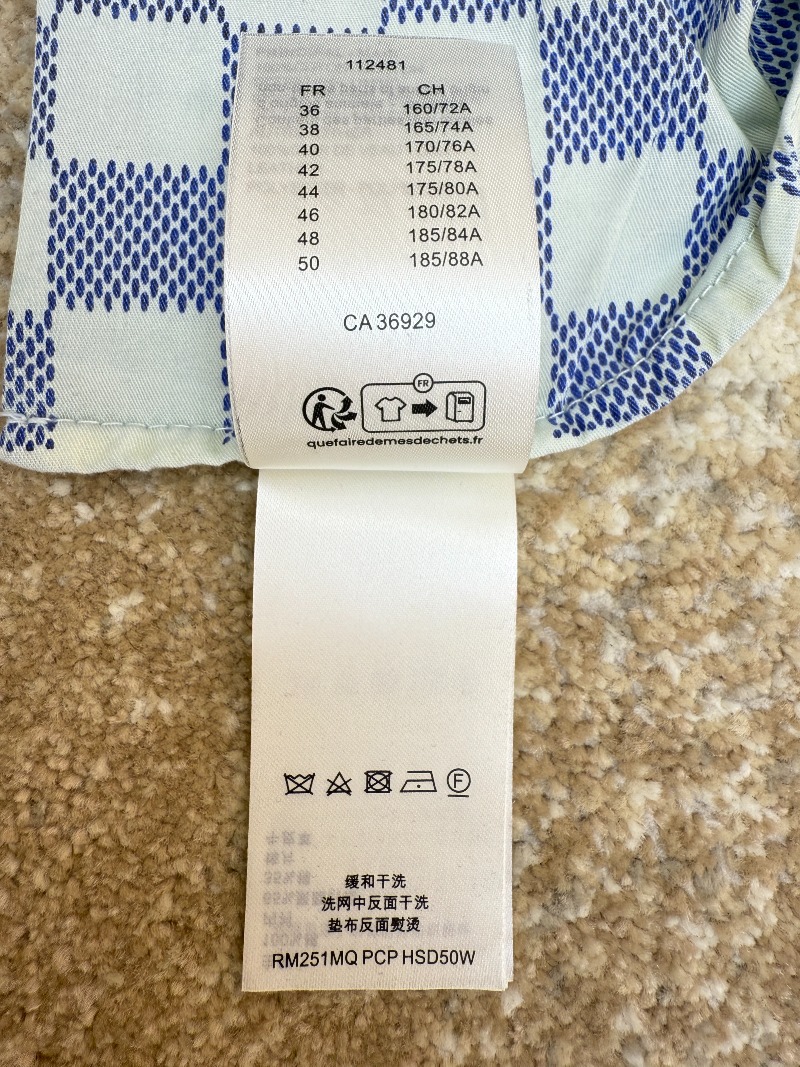 112481
FR CH
36 160/72A
38 165/74A
40 170/76A
42 175/78A
44 175/80A
46 180/82A
48 185/84A
50 185/88A
CA 36929
FR
quefairedemesdechets.fr
F
缓和干洗
洗网中反面干洗
垫布反面熨烫
RM251MQ PCP HSD50W